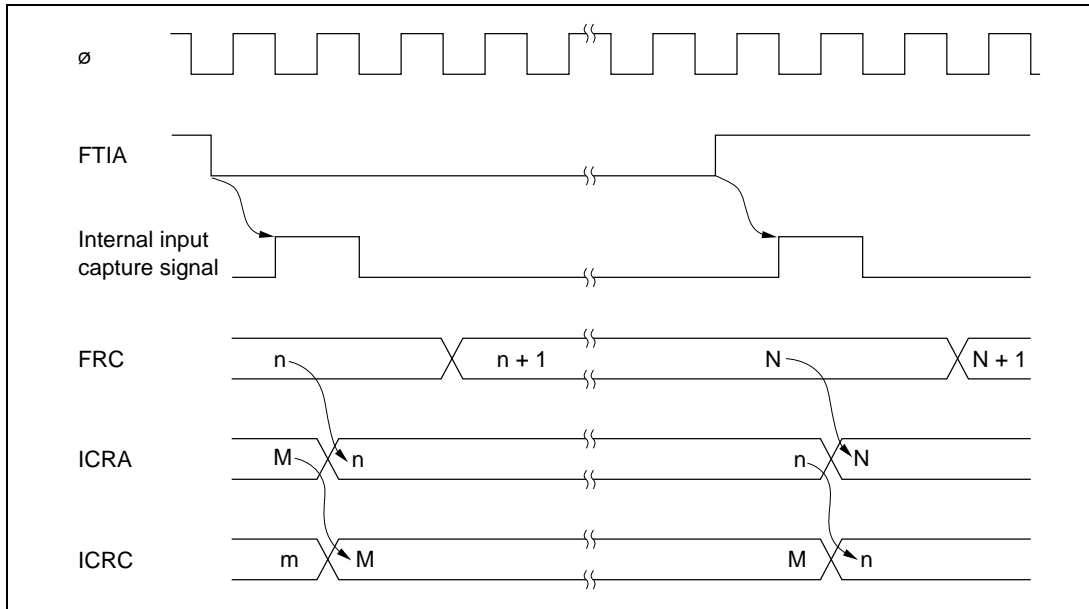 ø
FTIA
Internal input
capture signal
FRC n n + 1 N N + 1
ICRA M n n N
ICRC m M M n